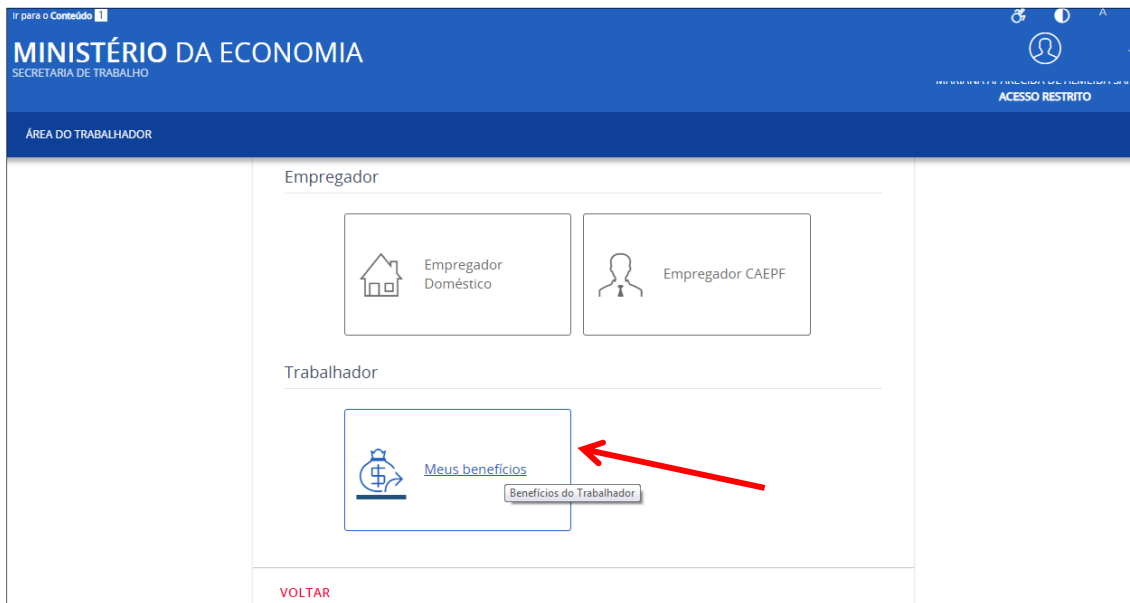 Ir para o Conteúdo 1
A
MINISTÉRIO DA ECONOMIA
SECRETARIA DE TRABALHO
ACESSO RESTRITO
ÁREA DO TRABALHADOR
Empregador
Empregador
Doméstico
Empregador CAEPF
Trabalhador
Meus benefícios
Benefícios do Trabalhador
VOLTAR